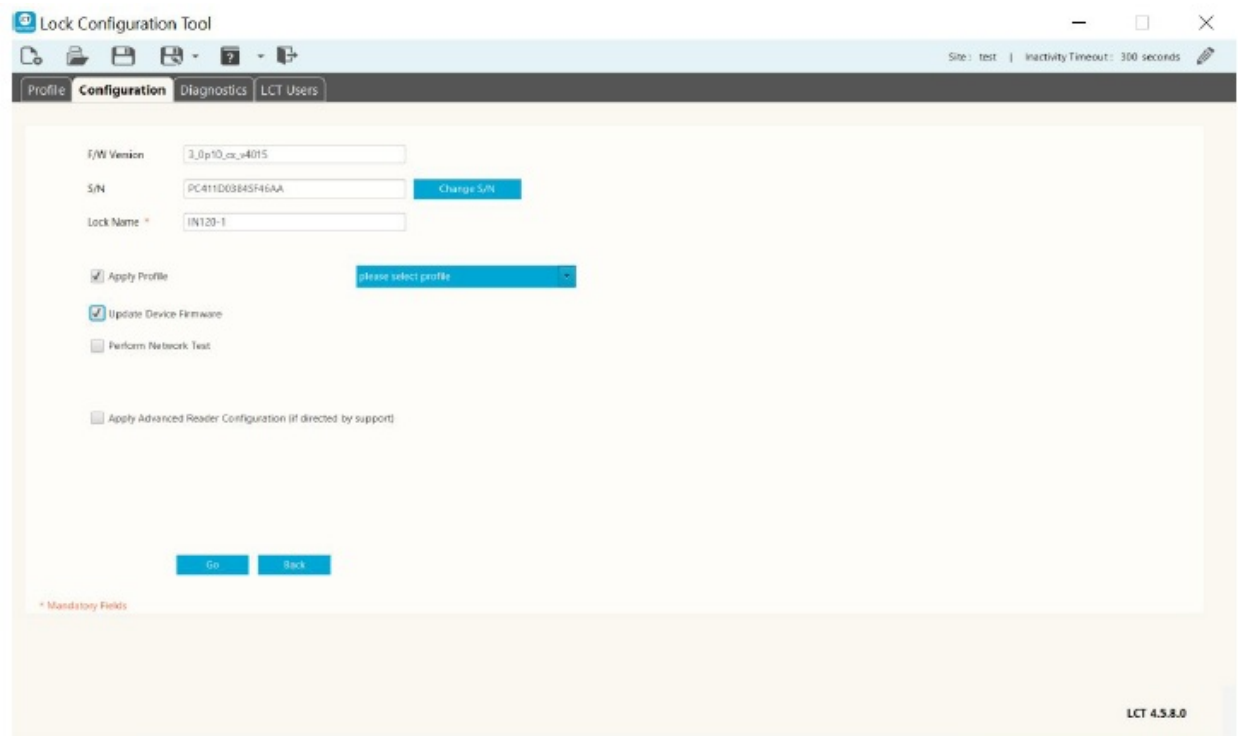 Lock Configuration Tool
Site: test | Inactivity Timeout: 300 seconds
Profile Configuration Diagnostics LCT Users
F/W Version 3_0p10_cx_v4015
S/N PC411D0384SF46AA Change S/N
Lock Name * IN120-1
Apply Profile please select profile
Update Device Firmware
Perform Network Test
Apply Advanced Reader Configuration (if directed by support)
Go Back
* Mandatory Fields
LCT 4.5.8.0